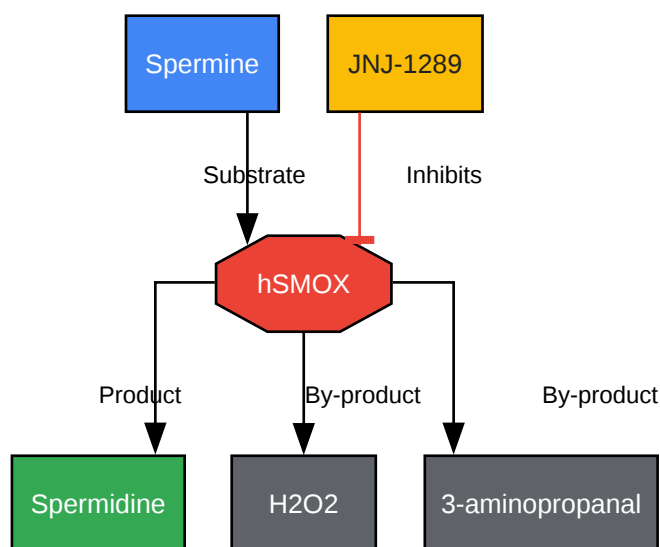 Spermine
JNJ-1289
Substrate
Inhibits
hSMOX
Product
By-product
By-product
Spermidine
H2O2
3-aminopropanal